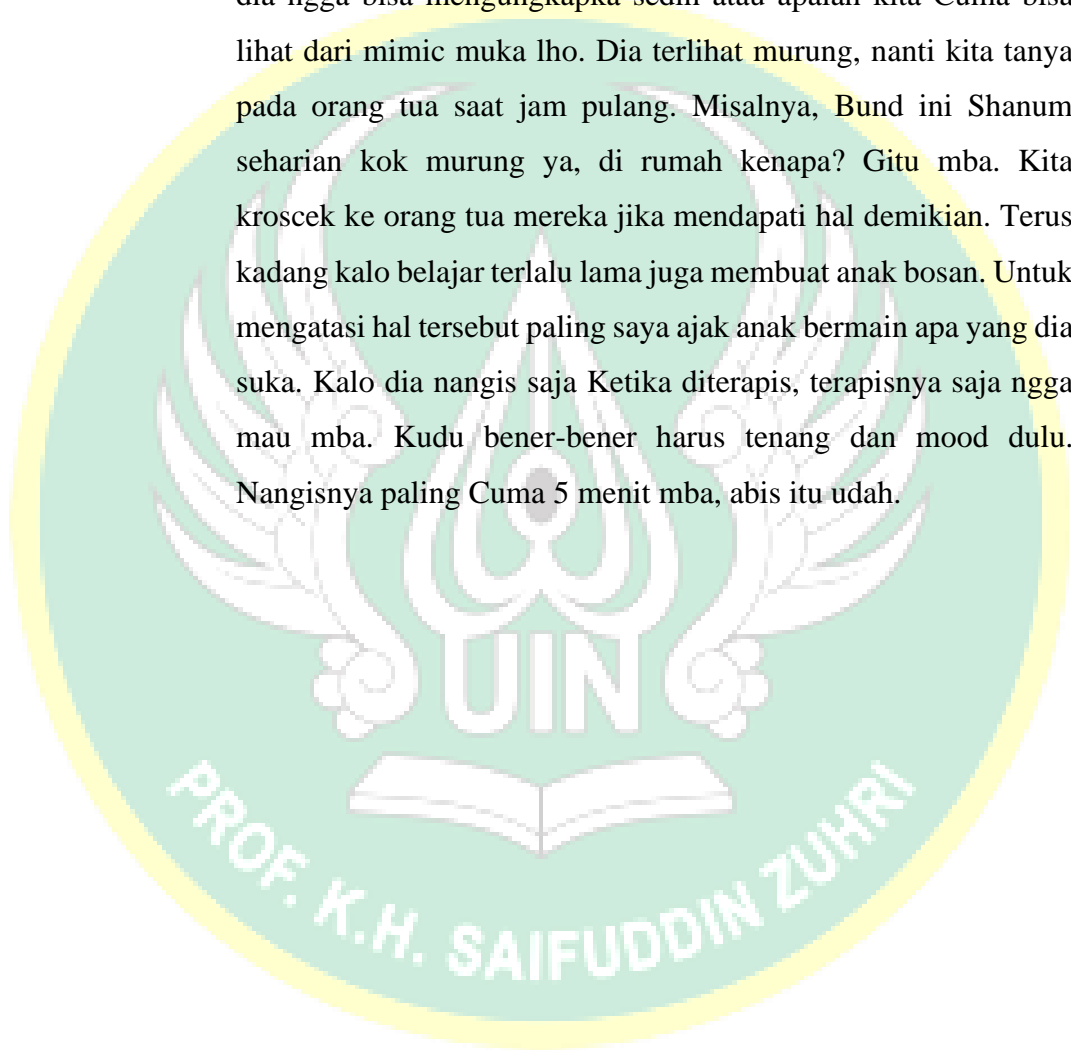 dia ngga bisa mengungkapka sedih atau apalah kita Cuma bisa
lihat dari mimic muka lho. Dia terlihat murung, nanti kita tanya
pada orang tua saat jam pulang. Misalnya, Bund ini Shanum
seharian kok murung ya, di rumah kenapa? Gitu mba. Kita
kroscek ke orang tua mereka jika mendapati hal demikian. Terus
kadang kalo belajar terlalu lama juga membuat anak bosan. Untuk
mengatasi hal tersebut paling saya ajak anak bermain apa yang dia
suka. Kalo dia nangis saja Ketika diterapis, terapisnya saja ngga
mau mba. Kudu bener-bener harus tenang dan mood dulu.
Nangisnya paling Cuma 5 menit mba, abis itu udah.
UIN
PROF. K.H. SAIFUDDIN ZUHRI